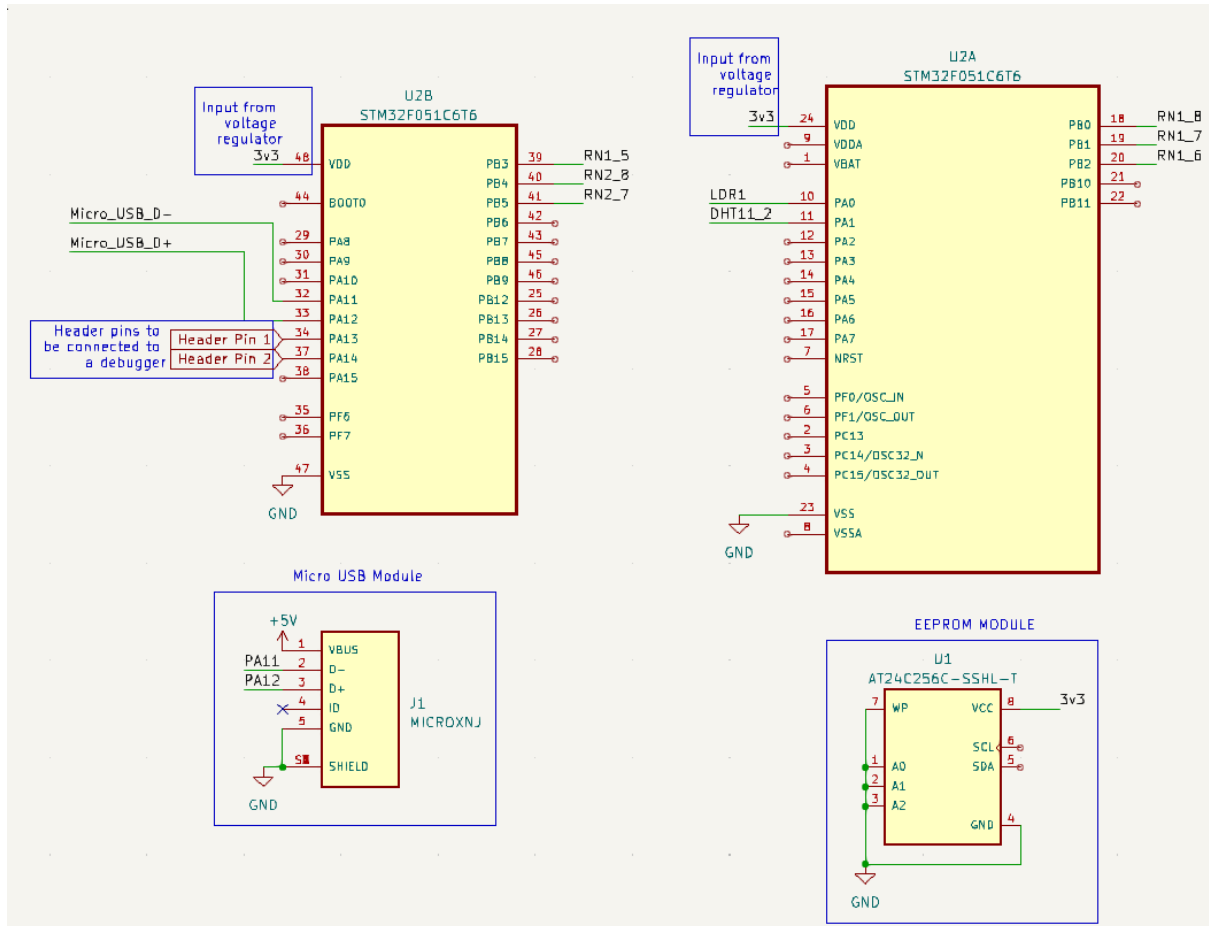 U2B
STM32F051C6T6
Input from
voltage
regulator
3v3 48 VDD
44 BOOT0
Micro_USB_D-
Micro_USB_D+
29 PA8
30 PA9
31 PA10
32 PA11
33 PA12
34 PA13
37 PA14
38 PA15
35 PF6
36 PF7
47 VSS
GND
Header pins to
be connected to
a debugger
Header Pin 1
Header Pin 2
PB3 39 RN1_5
PB4 40 RN2_8
PB5 41 RN2_7
PB6 42
PB7 43
PB8 45
PB9 46
PB12 25
PB13 26
PB14 27
PB15 28
U2A
STM32F051C6T6
Input from
voltage
regulator
3v3 24 VDD
9 VDDA
1 VBAT
LDR1 10 PA0
DHT11_2 11 PA1
12 PA2
13 PA3
14 PA4
15 PA5
16 PA6
17 PA7
7 NRST
5 PF0/OSC_IN
6 PF1/OSC_OUT
2 PC13
3 PC14/OSC32_N
4 PC15/OSC32_OUT
23 VSS
8 VSSA
GND
PB0 18 RN1_8
PB1 19 RN1_7
PB2 20 RN1_6
PB10 21
PB11 22
Micro USB Module
+5V
1 VBUS
PA11 2 D-
PA12 3 D+
4 ID
5 GND
SHIELD
GND
J1
MICROXNJ
EEPROM MODULE
U1
AT24C256C-SSHL-T
7 WP
1 A0
2 A1
3 A2
VCC 8 3v3
SCL 6
SDA 5
GND 4
GND